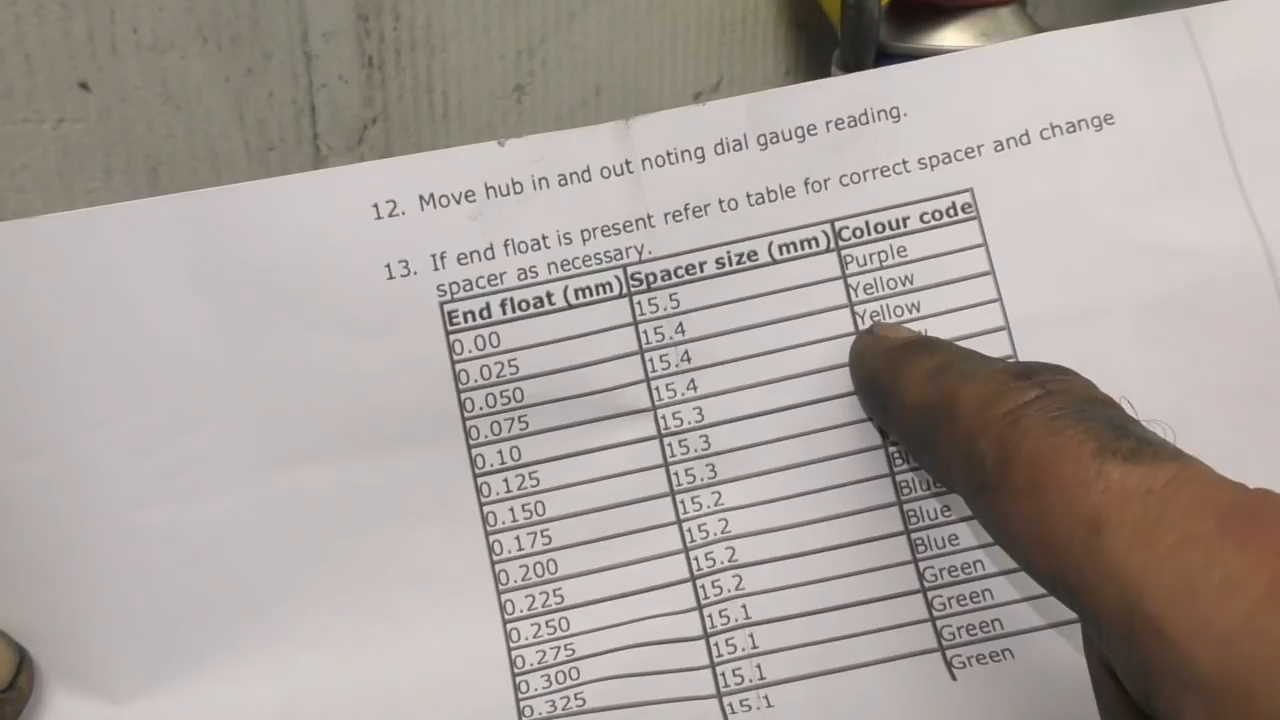 12. Move hub in and out noting dial gauge reading.
13. If end float is present refer to table for correct spacer and change
spacer as necessary.
End float (mm) Spacer size (mm) Colour code
0.00 15.5 Purple
0.025 15.4 Yellow
0.050 15.4 Yellow
0.075 15.4
0.10 15.3
0.125 15.3
0.150 15.3
0.175 15.2
0.200 15.2 Blue
0.225 15.2 Blue
0.250 15.2 Blue
0.275 15.1 Green
0.300 15.1 Green
0.325 15.1 Green
15.1 Green